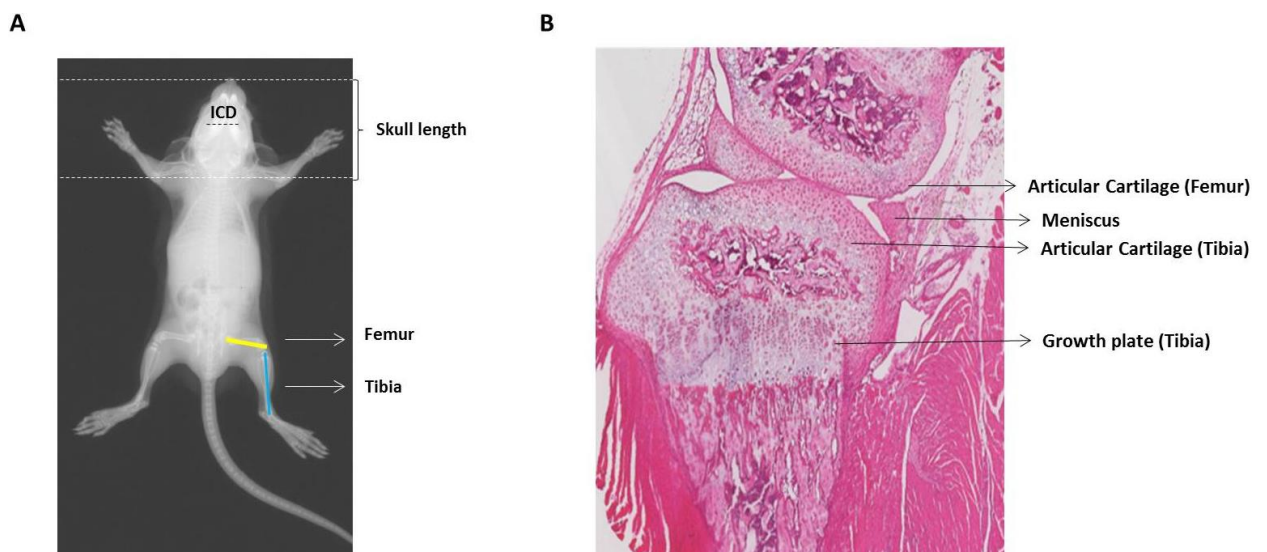 A
ICD
Skull length
Femur
Tibia
B
Articular Cartilage (Femur)
Meniscus
Articular Cartilage (Tibia)
Growth plate (Tibia)